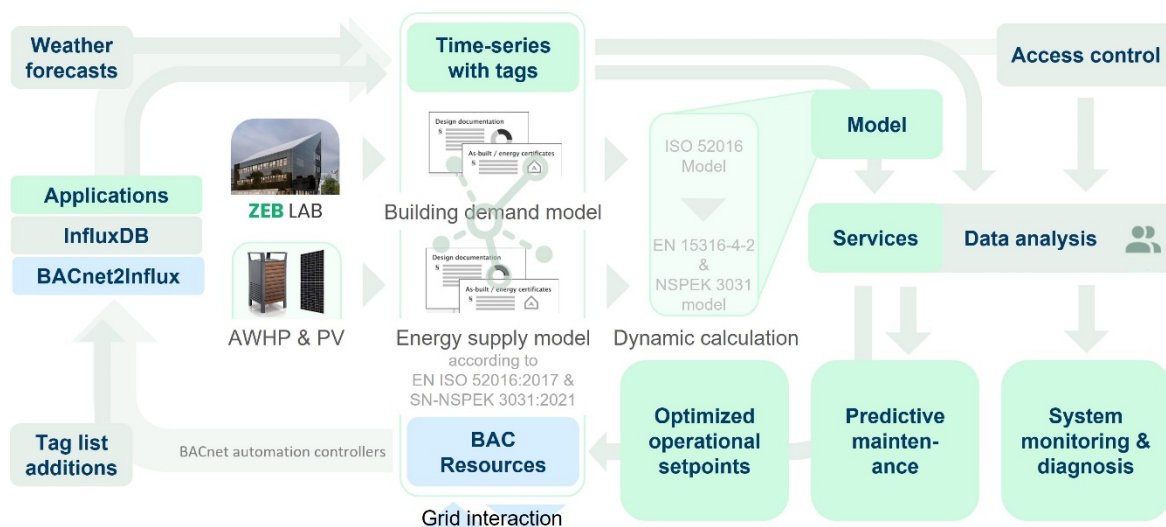 Weather
forecasts
Time-series
with tags
Access control
Design documentation
§
As-built / energy certificates
§
A
Building demand model
ISO 52016
Model
Model
ZEB LAB
Applications
InfluxDB
BACnet2Influx
Services
Data analysis
EN 15316-4-2
&
NSPEK 3031
model
Design documentation
§
As-built / energy certificates
§
A
AWHP & PV
Energy supply model
according to
EN ISO 52016:2017 &
SN-NSPEK 3031:2021
Dynamic calculation
Tag list
additions
BACnet automation controllers
BAC
Resources
Grid interaction
Optimized
operational
setpoints
Predictive
mainten-
ance
System
monitoring &
diagnosis